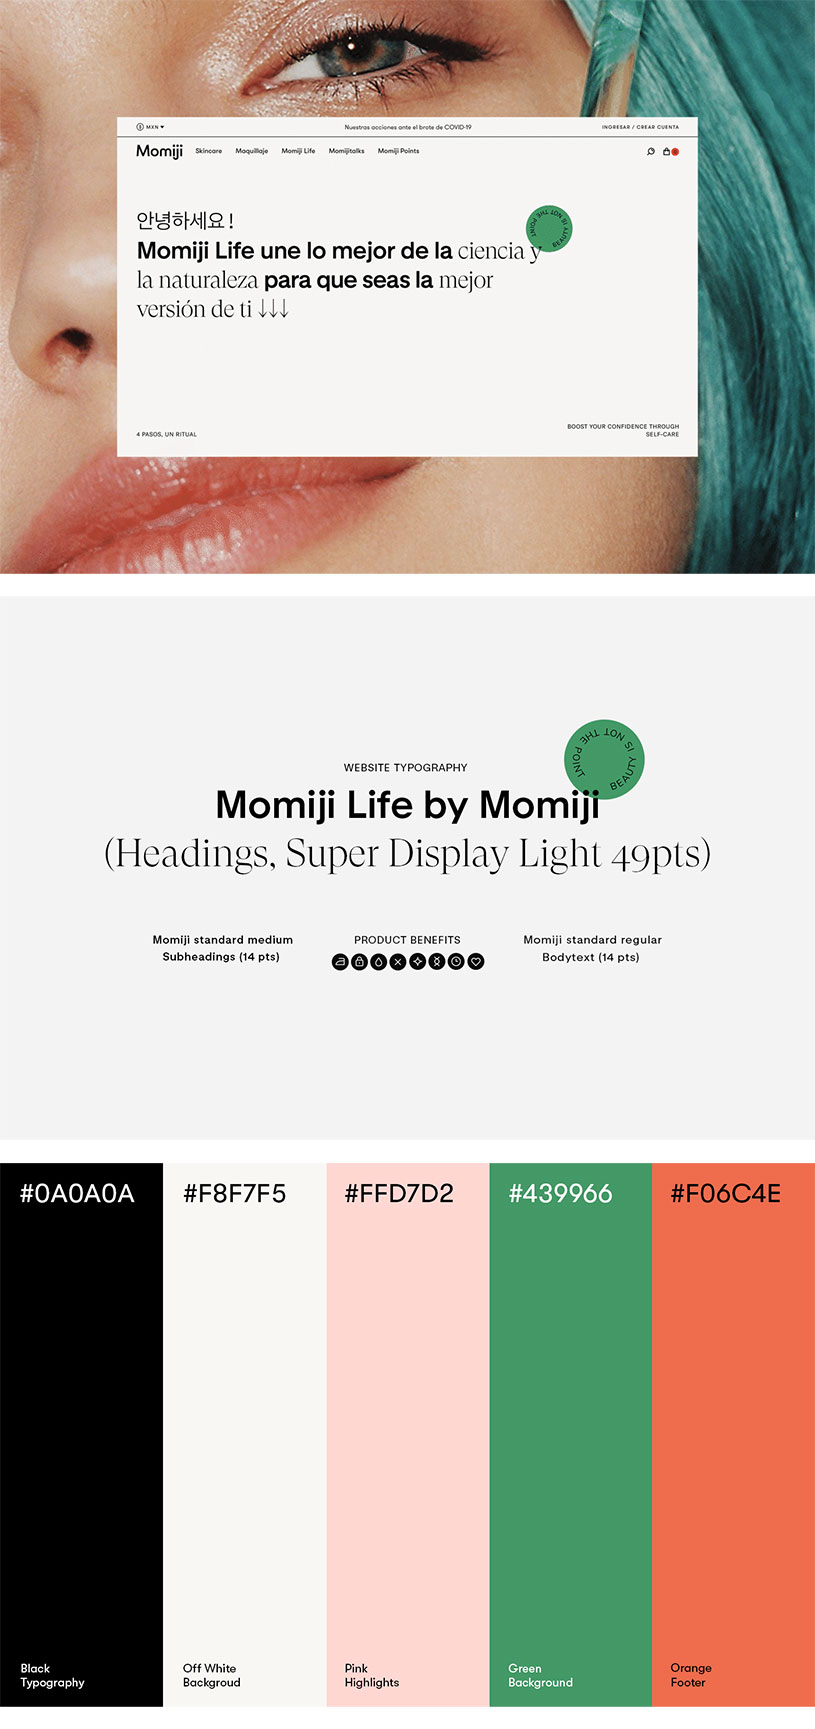 MXN
Nuestras acciones ante el brote de COVID-19
INGRESAR / CREAR CUENTA
Momiji
Skincare
Maquillaje
Momiji Life
Momijitalks
Momiji Points
안녕하세요 !
BEAUTY IS NOT THE POINT
Momiji Life une lo mejor de la ciencia y
la naturaleza para que seas la mejor
versión de ti ↓↓↓
4 PASOS, UN RITUAL
BOOST YOUR CONFIDENCE THROUGH
SELF-CARE
BEAUTY IS NOT THE POINT
WEBSITE TYPOGRAPHY
Momiji Life by Momiji
(Headings, Super Display Light 49pts)
Momiji standard medium
Subheadings (14 pts)
PRODUCT BENEFITS
Momiji standard regular
Bodytext (14 pts)
#0A0A0A
#F8F7F5
#FFD7D2
#439966
#F06C4E
Black
Typography
Off White
Backgroud
Pink
Highlights
Green
Background
Orange
Footer